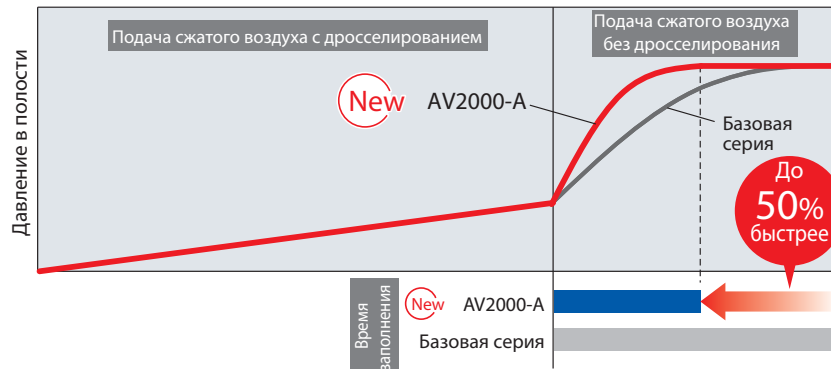 Подача сжатого воздуха с дросселированием
Подача сжатого воздуха
без дросселирования
Давление в полости
New
AV2000-A
Базовая
серия
До
50%
быстрее
Время
заполнения
New
AV2000-A
Базовая серия